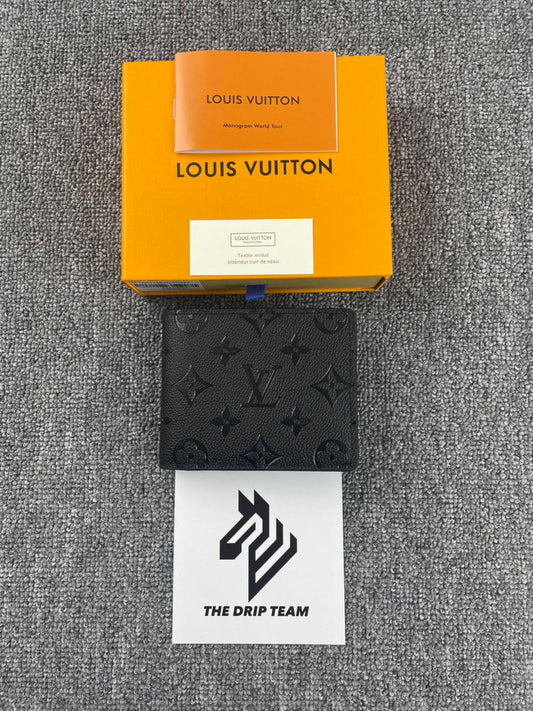 LOUIS VUITTON
Monogram World Tour
LOUIS VUITTON
LOUIS VUITTON
Textile enduit
Intérieur cuir de veau
LV
THE DRIP TEAM